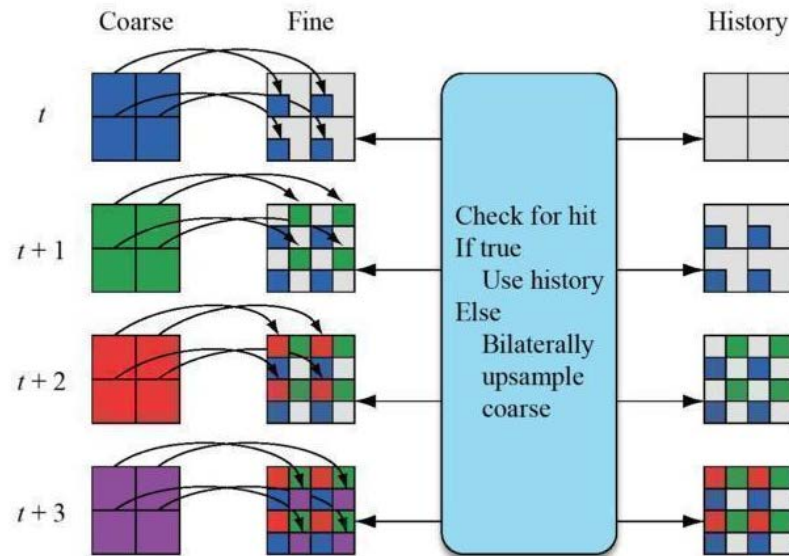 Coarse
Fine
History
t
t + 1
t + 2
t + 3
Check for hit
If true
Use history
Else
Bilaterally
upsample
coarse